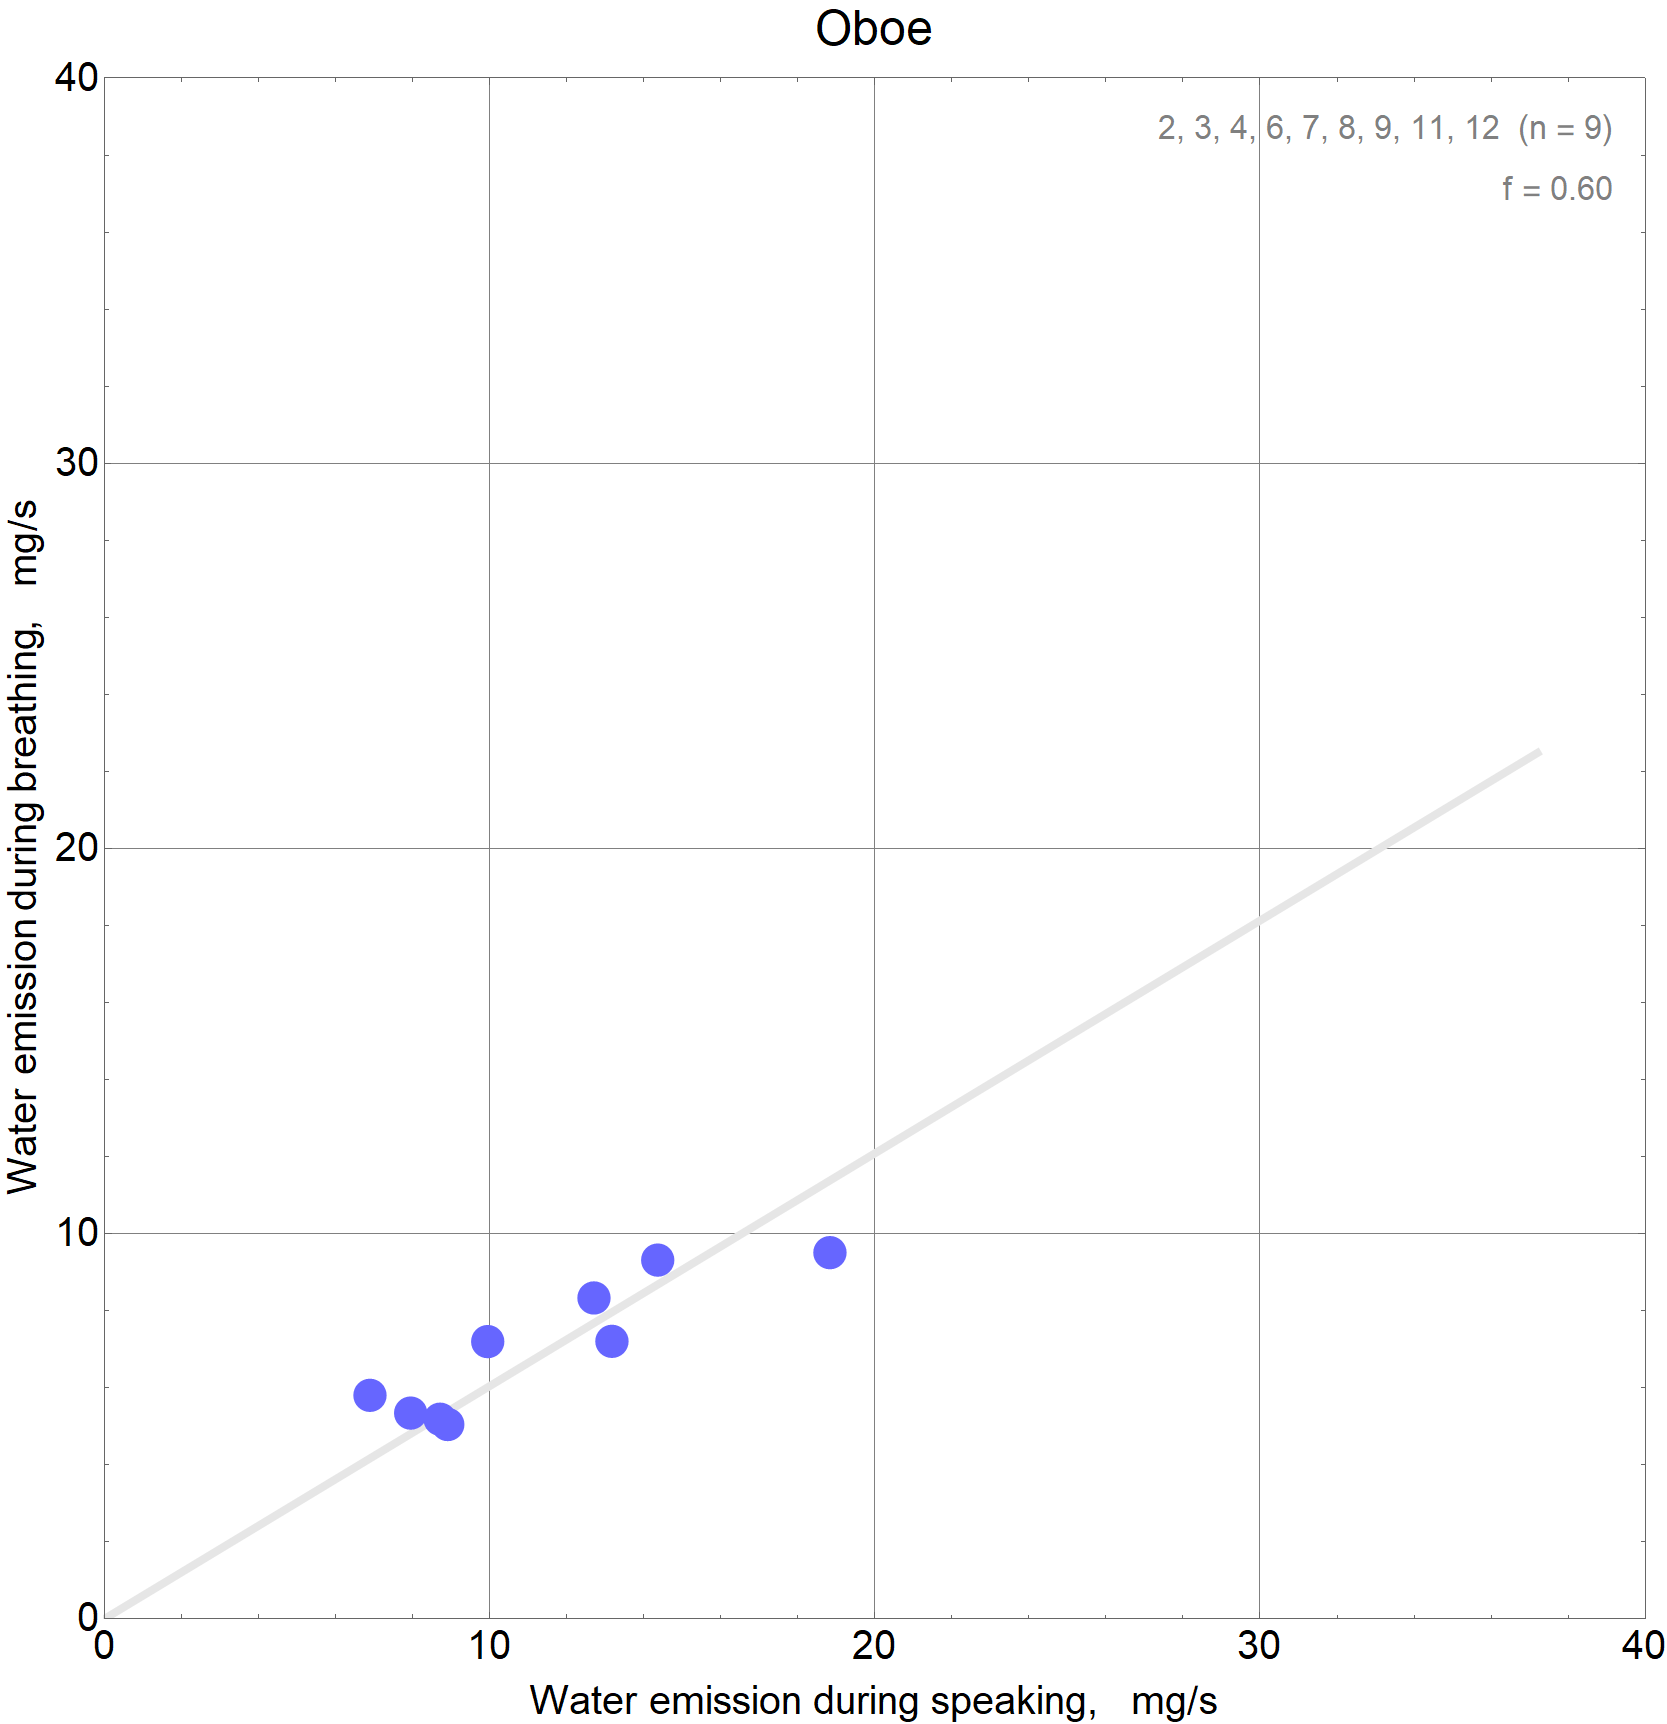 Oboe
2, 3, 4, 6, 7, 8, 9, 11, 12 (n = 9)
f = 0.60
40
30
20
10
0
Water emission during breathing, mg/s
0 10 20 30 40
Water emission during speaking, mg/s